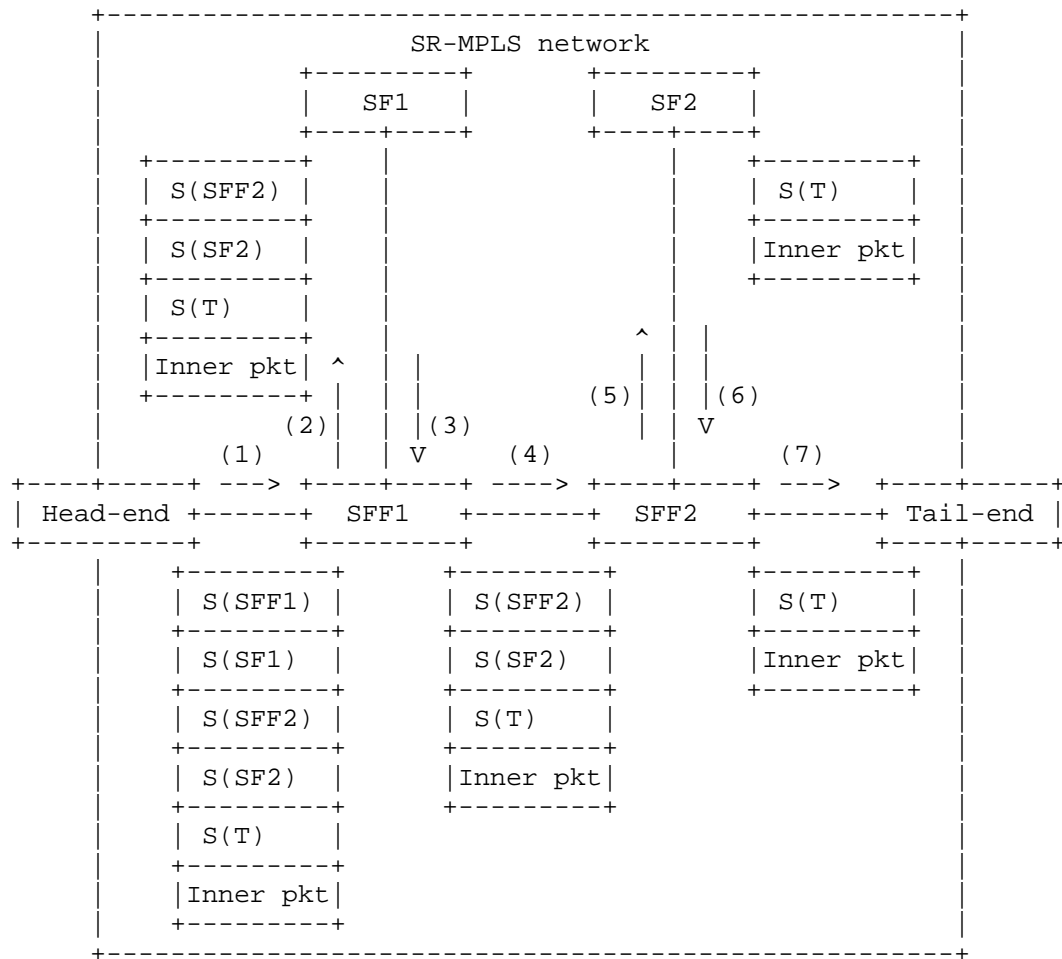 SR-MPLS network
SF1 SF2
S(SFF2) S(T)
S(SF2) Inner pkt
S(T)
Inner pkt ^ ^
(5) (6)
(2) (3) V
(1) V (4) (7)
---> ----> --->
Head-end SFF1 SFF2 Tail-end
S(SFF1) S(SFF2) S(T)
S(SF1) S(SF2) Inner pkt
S(SFF2) S(T)
S(SF2) Inner pkt
S(T)
Inner pkt